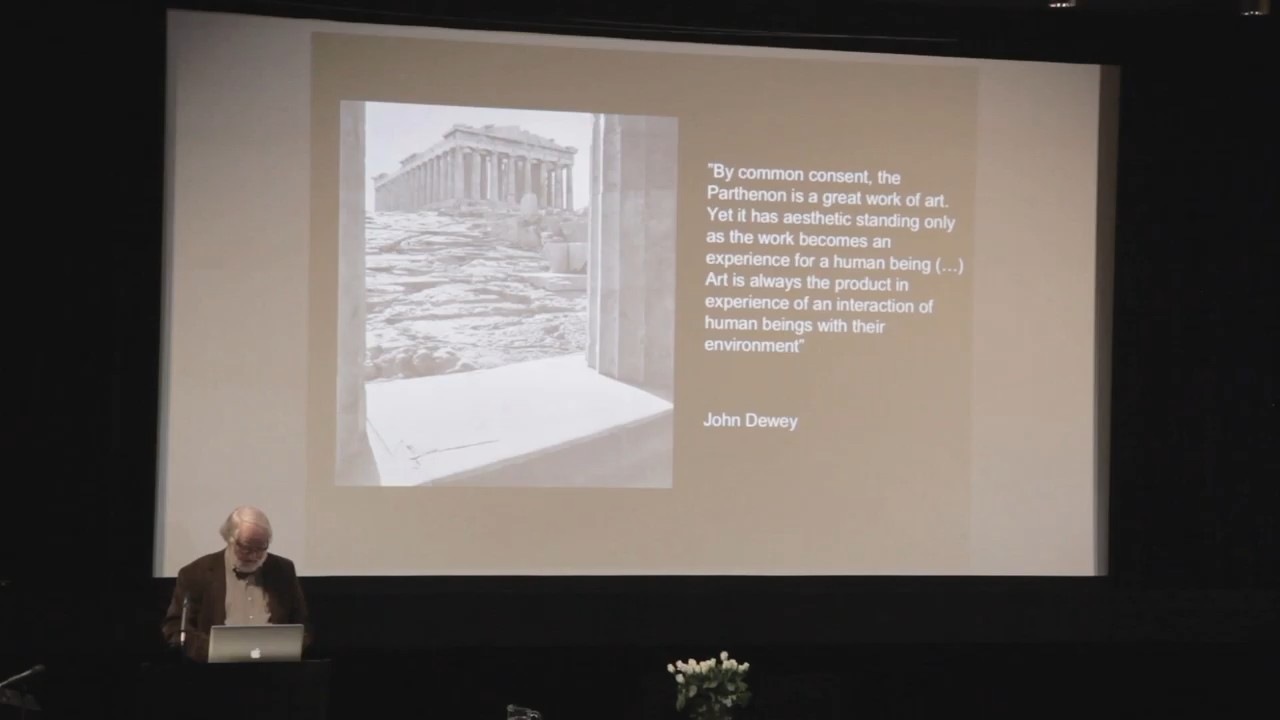 "By common consent, the
Parthenon is a great work of art.
Yet it has aesthetic standing only
as the work becomes an
experience for a human being (...)
Art is always the product in
experience of an interaction of
human beings with their
environment"
John Dewey